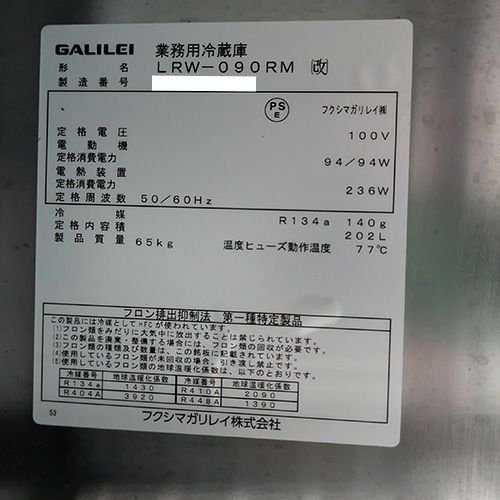 GALILEI 業務用冷蔵庫
形名 LRW-090RM 改
製造番号
PS E フクシマガリレイ㈱
定格電圧 100V
電動機
定格消費電力 94/94W
電熱装置
定格消費電力 236W
定格周波数 50/60Hz
冷媒 R134a 140g
定格内容積 202L
製品質量 65kg 温度ヒューズ動作温度 77℃
フロン排出抑制法 第一種特定製品
この製品には冷媒としてHFCが使われています。
(1)フロン類をみだりに大気中に放出することは禁じられています。
(2)この製品を廃棄・整備する場合には、フロン類の回収が必要です。
(3)フロン類の種類及び数量は、この銘板に記載されています。
(4)使用しているフロン類が未回収の場合、引き渡し禁止です。
(5)使用しているフロン類の地球温暖化係数は、以下のとおりです。
冷媒番号 地球温暖化係数 冷媒番号 地球温暖化係数
R134a 1430 R410A 2090
R404A 3920 R448A 1390
53 フクシマガリレイ株式会社